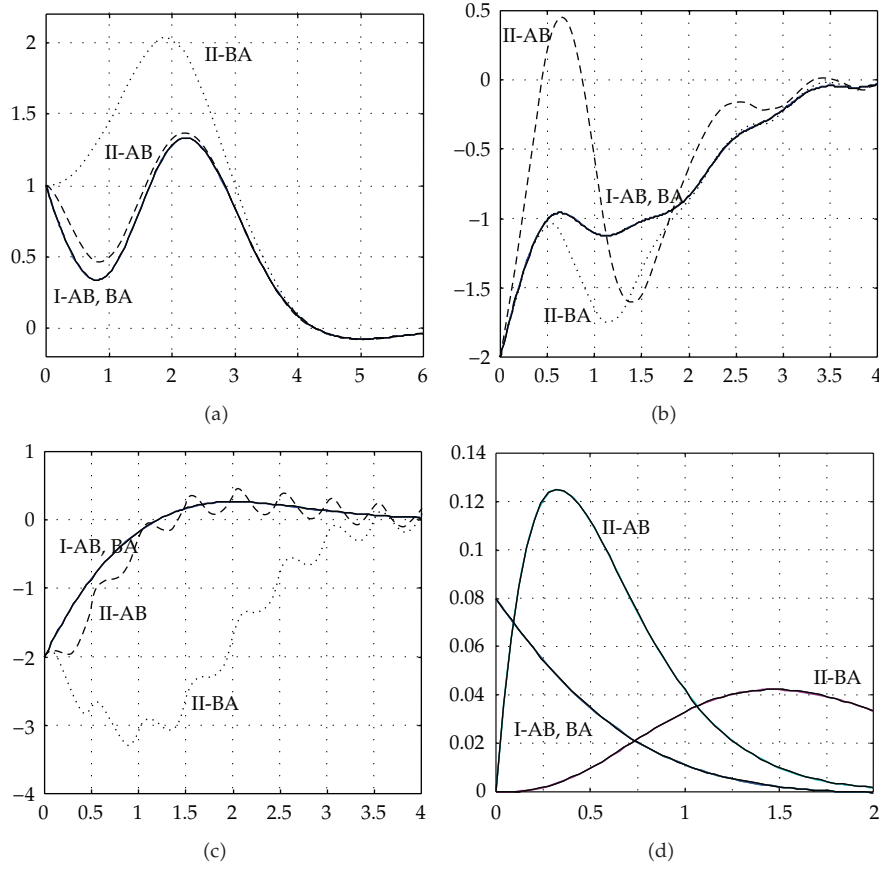 2
1.5
1
0.5
0
II-BA
II-AB
I-AB, BA
0 1 2 3 4 5 6
(a)
0.5
0
−0.5
−1
−1.5
−2
II-AB
I-AB, BA
II-BA
0 0.5 1 1.5 2 2.5 3 3.5 4
(b)
1
0
−1
−2
−3
−4
I-AB, BA
II-AB
II-BA
0 0.5 1 1.5 2 2.5 3 3.5 4
(c)
0.14
0.12
0.1
0.08
0.06
0.04
0.02
0
II-AB
II-BA
I-AB, BA
0 0.5 1 1.5 2
(d)